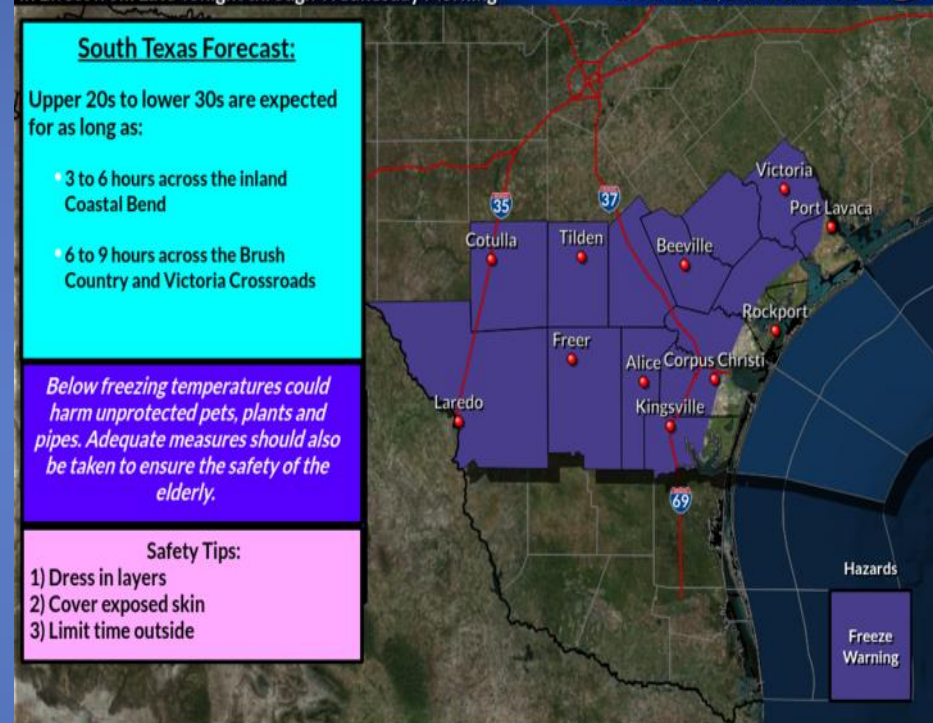 South Texas Forecast:
Upper 20s to lower 30s are expected
for as long as:
3 to 6 hours across the inland
Coastal Bend
6 to 9 hours across the Brush
Country and Victoria Crossroads
Below freezing temperatures could
harm unprotected pets, plants and
pipes. Adequate measures should also
be taken to ensure the safety of the
elderly.
Safety Tips:
1) Dress in layers
2) Cover exposed skin
3) Limit time outside
Victoria
35
37
Port Lavaca
Cotulla
Tilden
Beeville
Rockport
Freer
Alice
Corpus Christi
Laredo
Kingsville
69
Hazards
Freeze
Warning